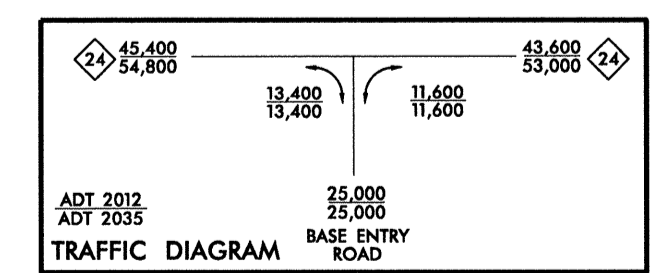 24 45,400 43,600 24
54,800 53,000
13,400 11,600
13,400 11,600
ADT 2012 25,000
ADT 2035 25,000
TRAFFIC DIAGRAM BASE ENTRY
ROAD